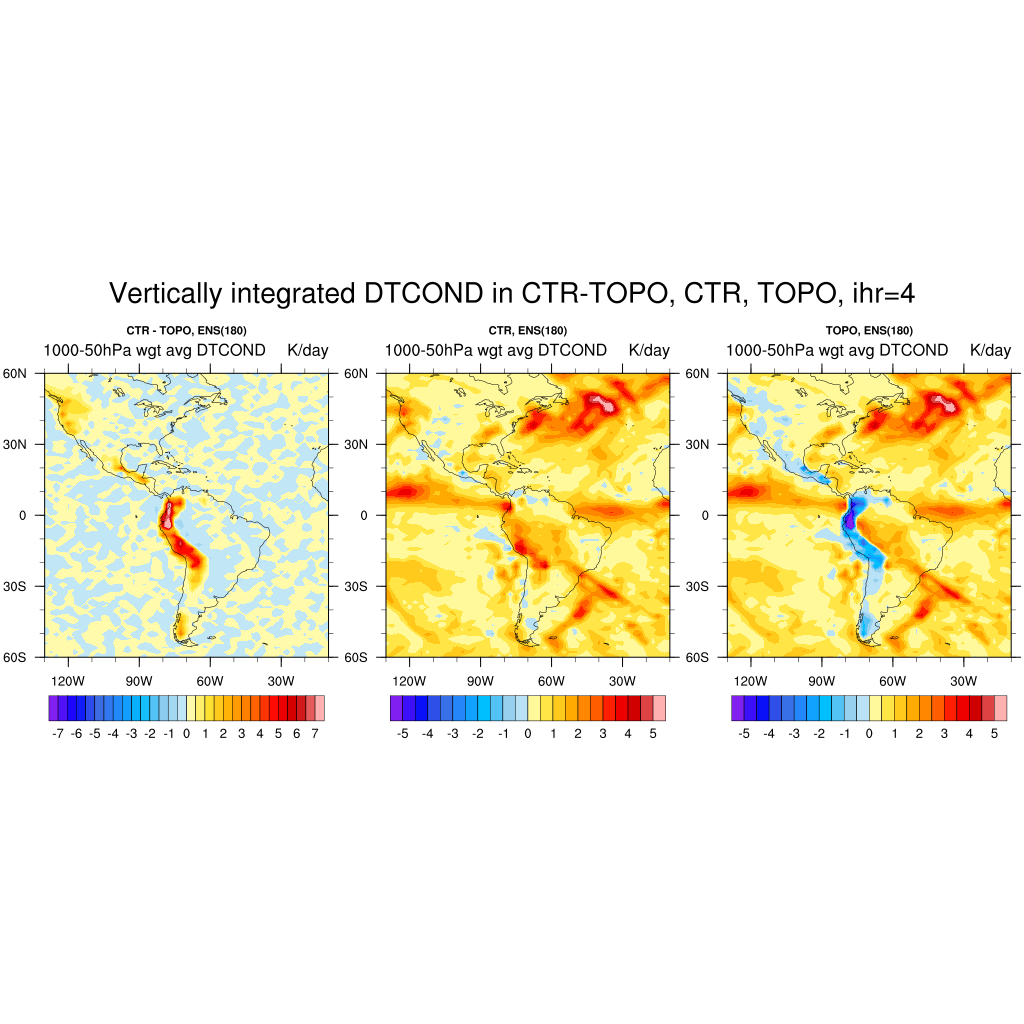 Vertically integrated DTCOND in CTR-TOPO, CTR, TOPO, ihr=4
CTR - TOPO, ENS(180)
1000-50hPa wgt avg DTCOND K/day
60N
30N
0
30S
60S
120W 90W 60W 30W
-7 -6 -5 -4 -3 -2 -1 0 1 2 3 4 5 6 7
CTR, ENS(180)
1000-50hPa wgt avg DTCOND K/day
60N
30N
0
30S
60S
120W 90W 60W 30W
-5 -4 -3 -2 -1 0 1 2 3 4 5
TOPO, ENS(180)
1000-50hPa wgt avg DTCOND K/day
60N
30N
0
30S
60S
120W 90W 60W 30W
-5 -4 -3 -2 -1 0 1 2 3 4 5